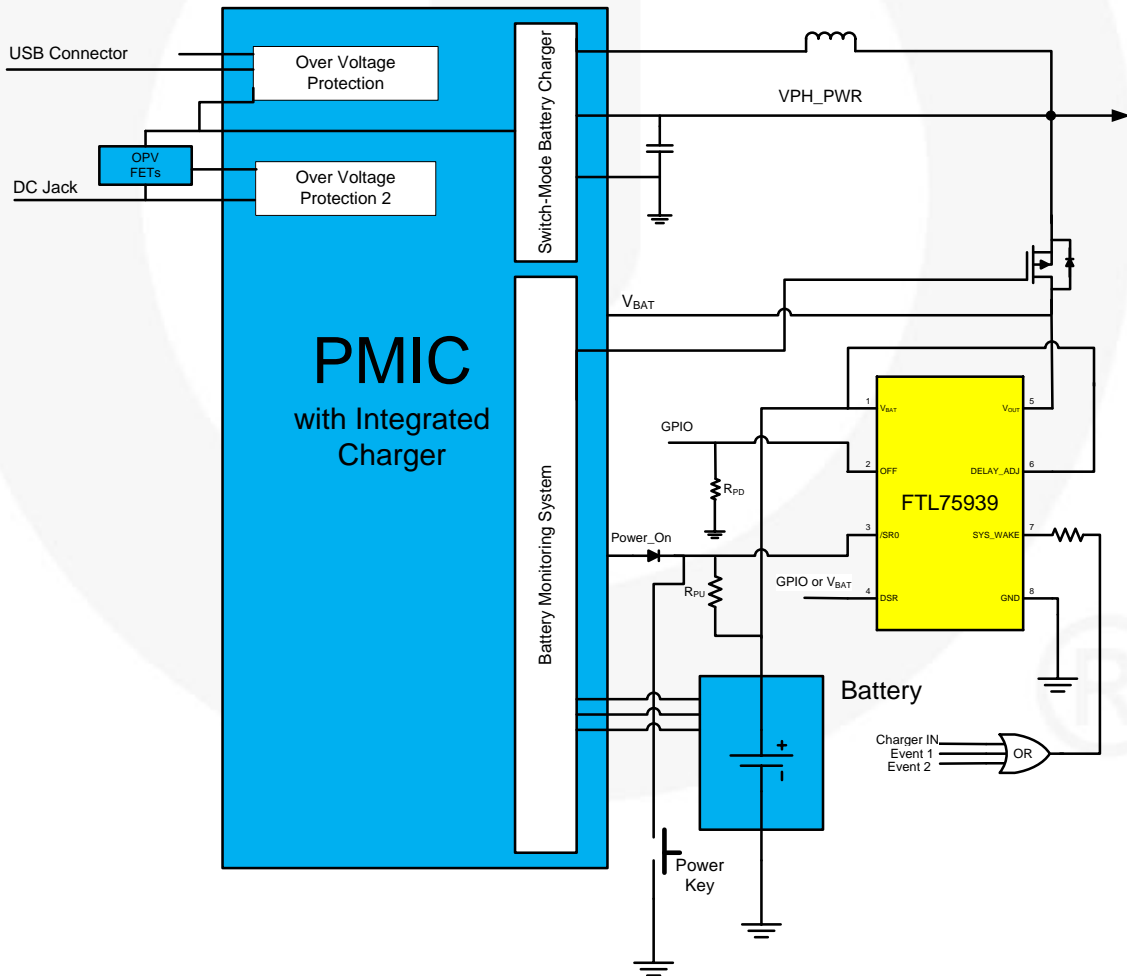 USB Connector
Over Voltage
Protection
OPV
FETs
DC Jack
Over Voltage
Protection 2
Switch-Mode Battery Charger
VPH_PWR
PMIC
with Integrated
Charger
Battery Monitoring System
VBAT
GPIO
RPD
Power_On
RPU
GPIO or VBAT
1
VBAT
VOUT
5
2
OFF
DELAY_ADJ
6
FTL75939
3
/SR0
SYS_WAKE
7
4
DSR
GND
8
Battery
+
-
Charger IN
Event 1
Event 2
OR
Power
Key
R